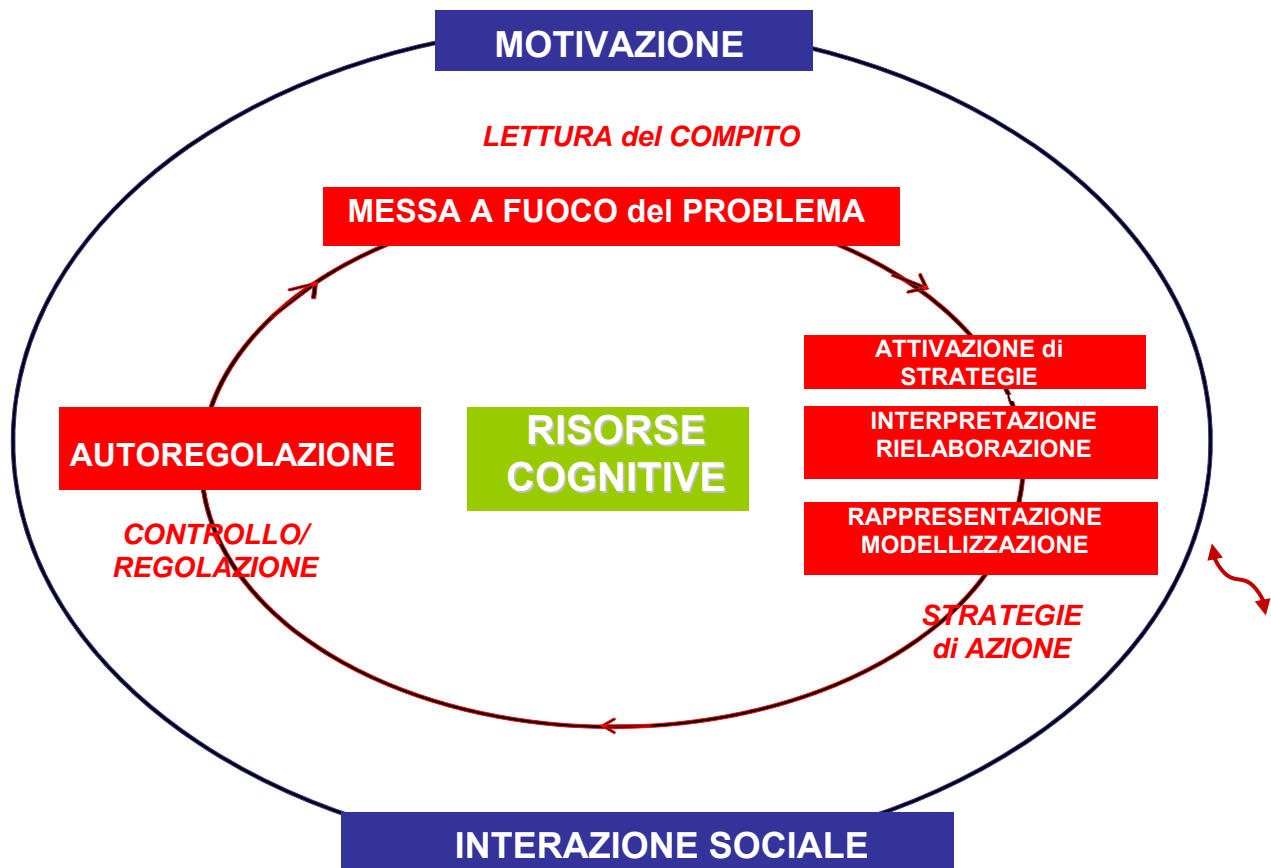 MOTIVAZIONE
LETTURA del COMPITO
MESSA A FUOCO del PROBLEMA
ATTIVAZIONE di
STRATEGIE
INTERPRETAZIONE
RIELABORAZIONE
RAPPRESENTAZIONE
MODELLIZZAZIONE
STRATEGIE
di AZIONE
RISORSE
COGNITIVE
AUTOREGOLAZIONE
CONTROLLO/
REGOLAZIONE
INTERAZIONE SOCIALE